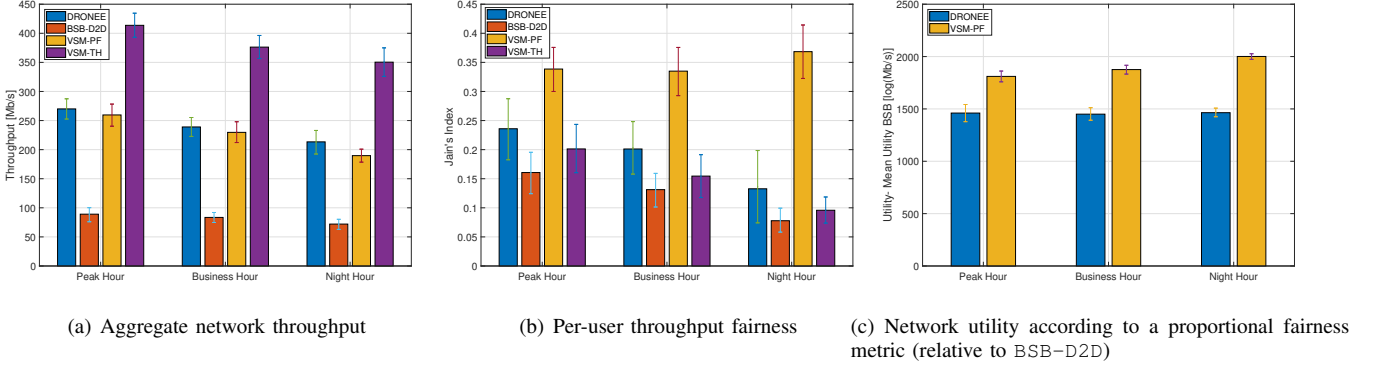 450
400
350
300
250
200
150
100
50
0
Throughput [Mb/s]
DRONEE
BSB-D2D
VSM-PF
VSM-TH
Peak Hour
Business Hour
Night Hour
(a) Aggregate network throughput
0.45
0.4
0.35
0.3
0.25
0.2
0.15
0.1
0.05
0
Jain's Index
DRONEE
BSB-D2D
VSM-PF
VSM-TH
Peak Hour
Business Hour
Night Hour
(b) Per-user throughput fairness
2500
2000
1500
1000
500
0
Utility- Mean Utility BSB [log(Mb/s)]
DRONEE
VSM-PF
Peak Hour
Business Hour
Night Hour
(c) Network utility according to a proportional fairness
metric (relative to BSB-D2D)